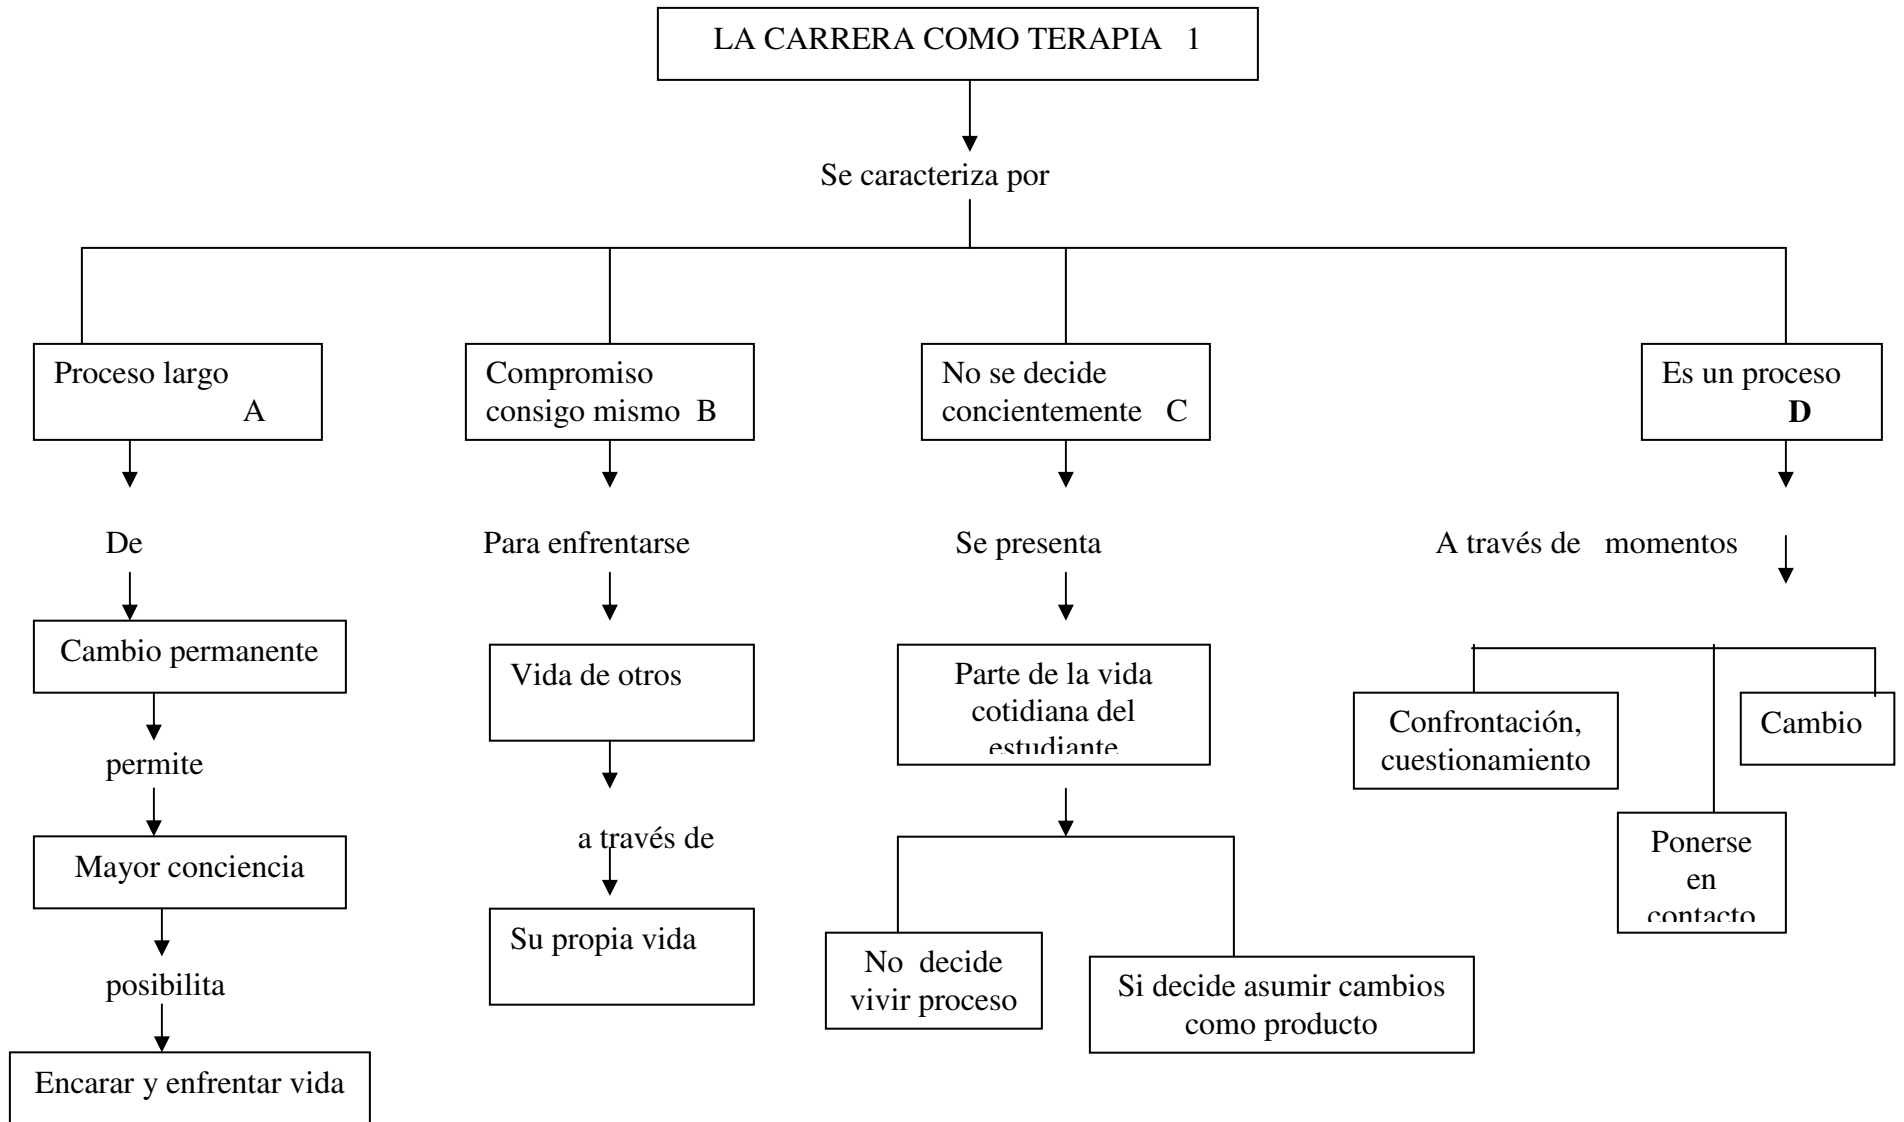 LA CARRERA COMO TERAPIA 1
Se caracteriza por
Proceso largo
A
De
Cambio permanente
permite
Mayor conciencia
posibilita
Encarar y enfrentar vida
Compromiso
consigo mismo B
Para enfrentarse
Vida de otros
a través de
Su propia vida
No se decide
concientemente C
Se presenta
Parte de la vida
cotidiana del
estudiante
No decide
vivir proceso
Si decide asumir cambios
como producto
Es un proceso
D
A través de momentos
Confrontación,
cuestionamiento
Ponerse
en
contacto
Cambio